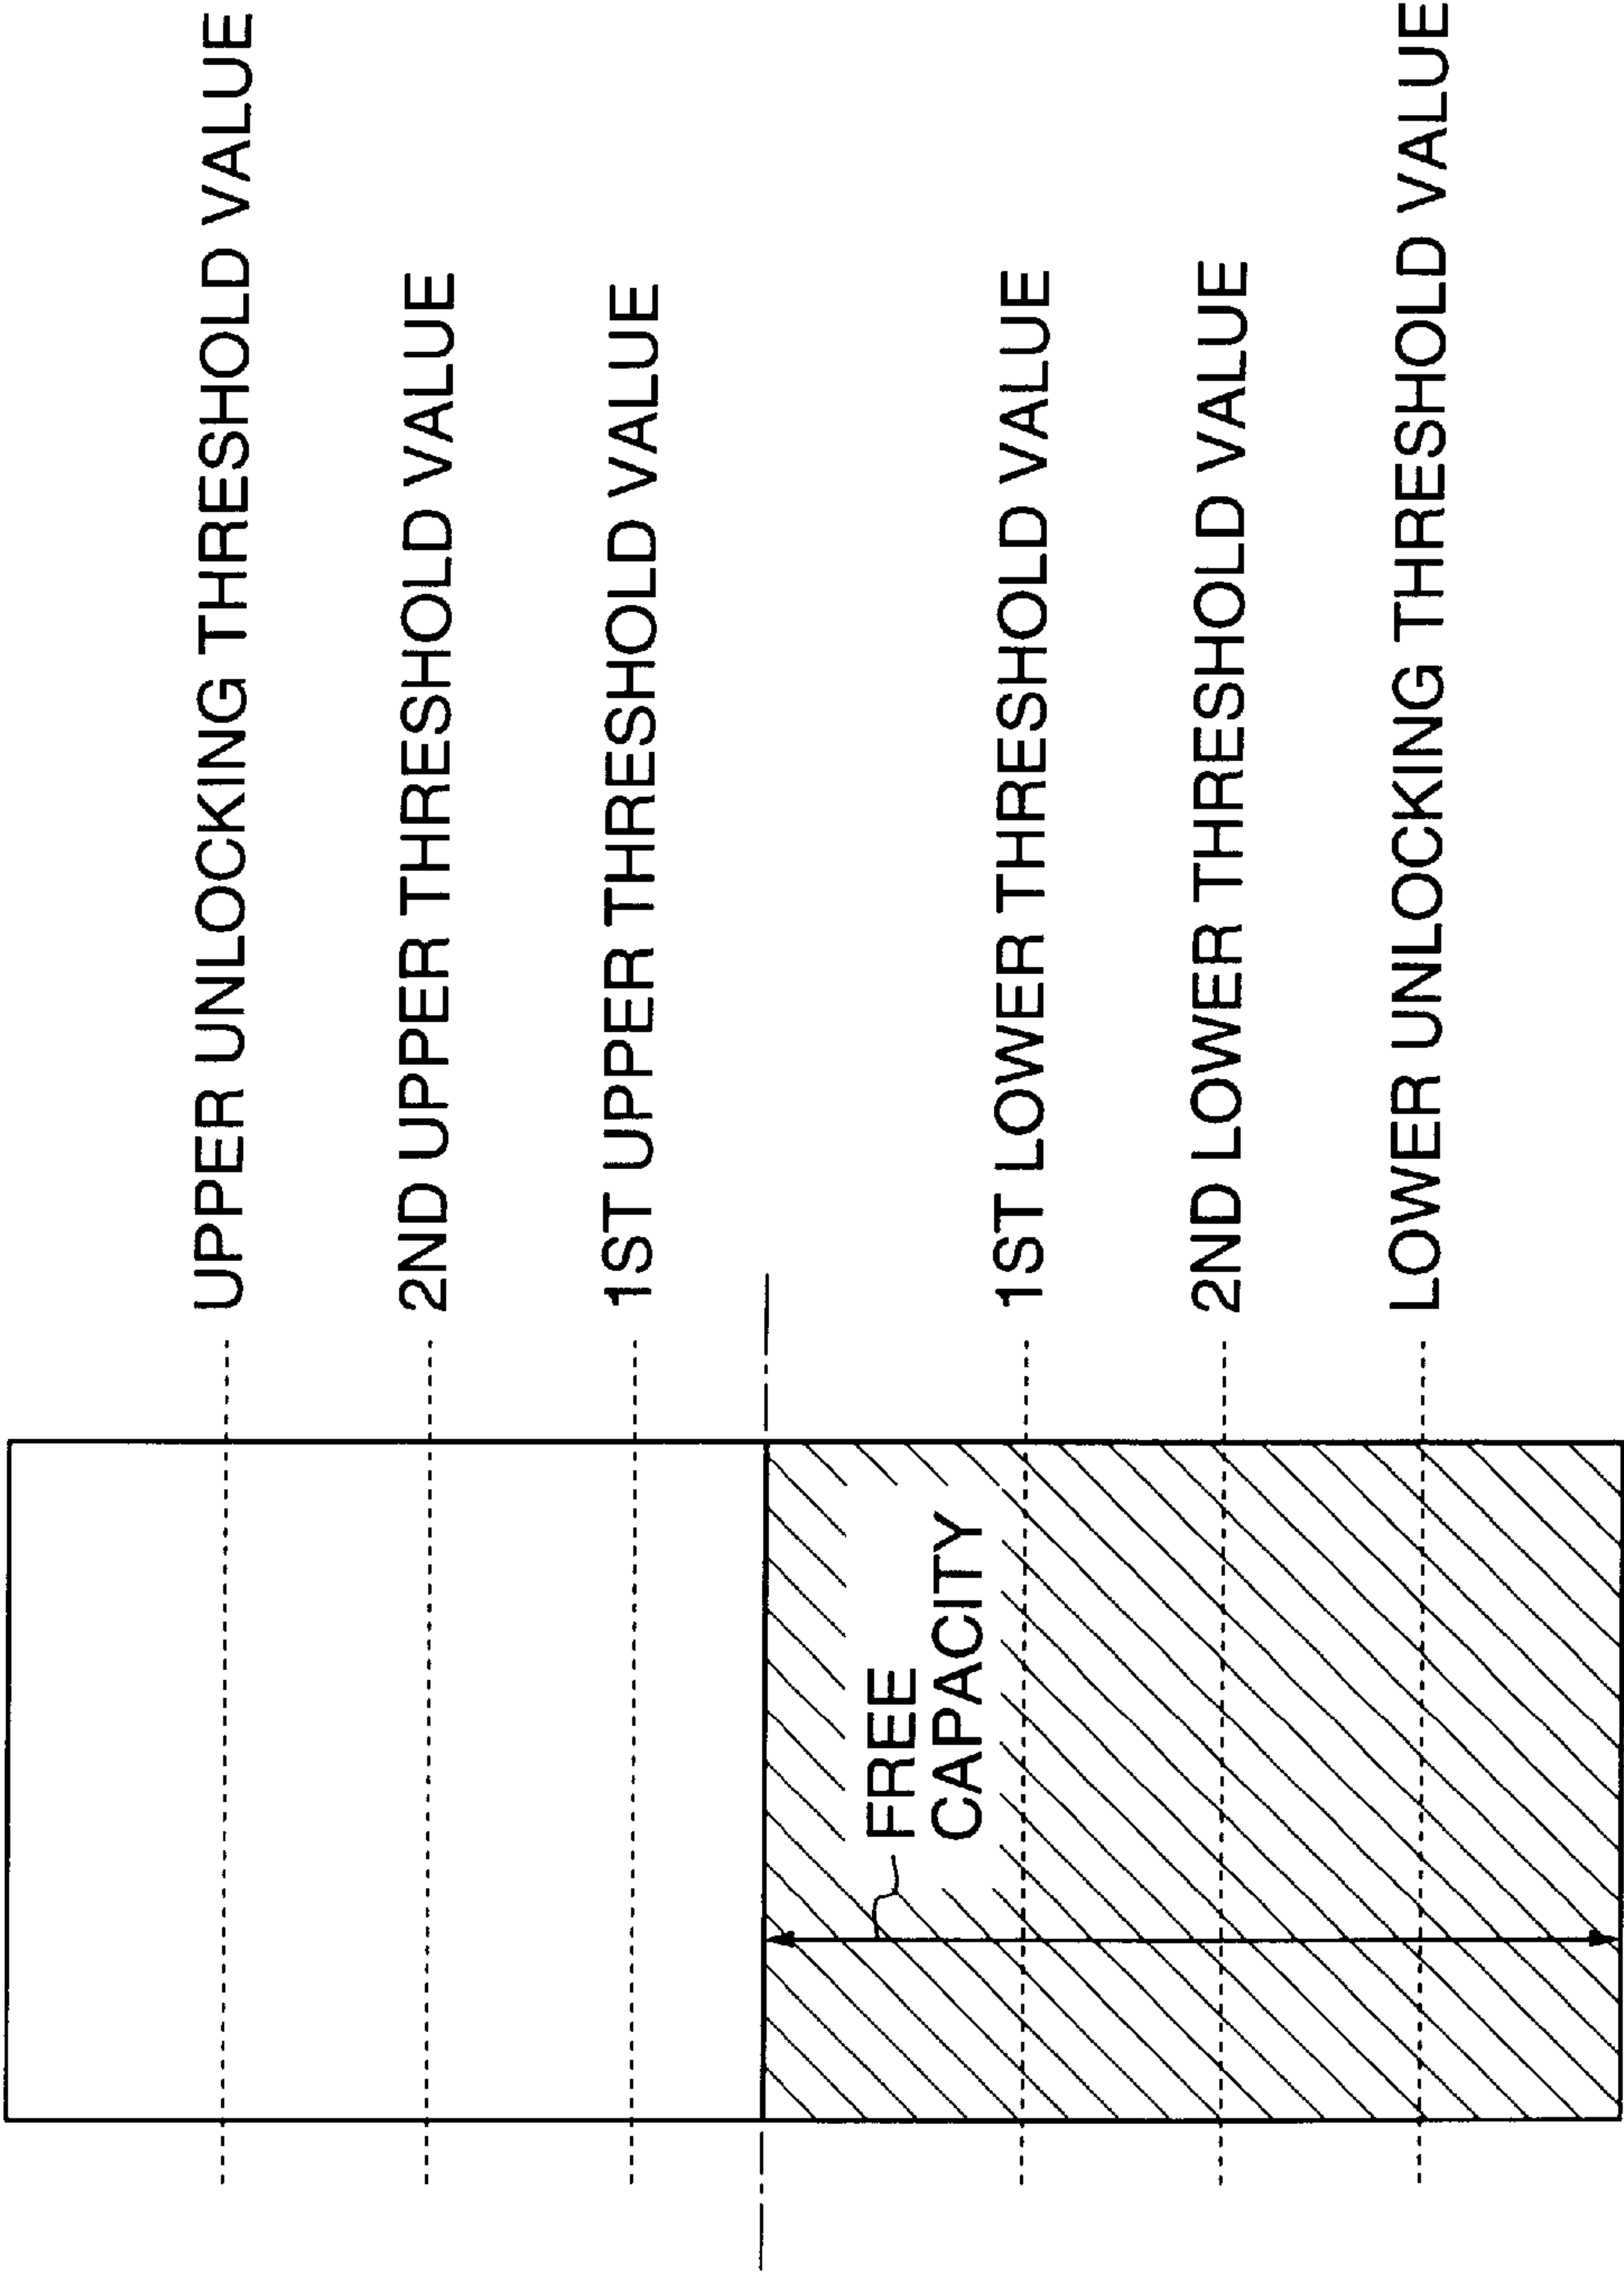 UPPER UNLOCKING THRESHOLD VALUE
2ND UPPER THRESHOLD VALUE
1ST UPPER THRESHOLD VALUE
FREE
CAPACITY
1ST LOWER THRESHOLD VALUE
2ND LOWER THRESHOLD VALUE
LOWER UNLOCKING THRESHOLD VALUE